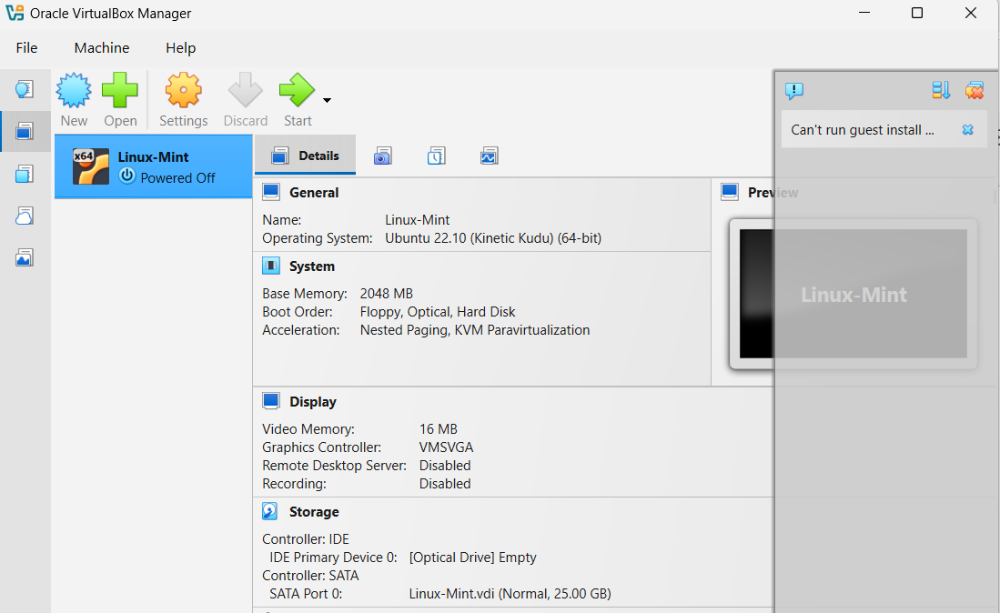 Oracle VirtualBox Manager
File Machine Help
New Open Settings Discard Start
Can't run guest install ...
x64 Linux-Mint
Powered Off
Details
General
Name: Linux-Mint
Operating System: Ubuntu 22.10 (Kinetic Kudu) (64-bit)
System
Base Memory: 2048 MB
Boot Order: Floppy, Optical, Hard Disk
Acceleration: Nested Paging, KVM Paravirtualization
Preview
Linux-Mint
Display
Video Memory: 16 MB
Graphics Controller: VMSVGA
Remote Desktop Server: Disabled
Recording: Disabled
Storage
Controller: IDE
IDE Primary Device 0: [Optical Drive] Empty
Controller: SATA
SATA Port 0: Linux-Mint.vdi (Normal, 25.00 GB)